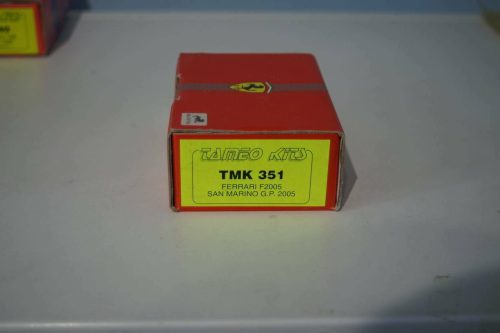 TAMEO KITS
TMK 351
FERRARI F2005
SAN MARINO G.P. 2005